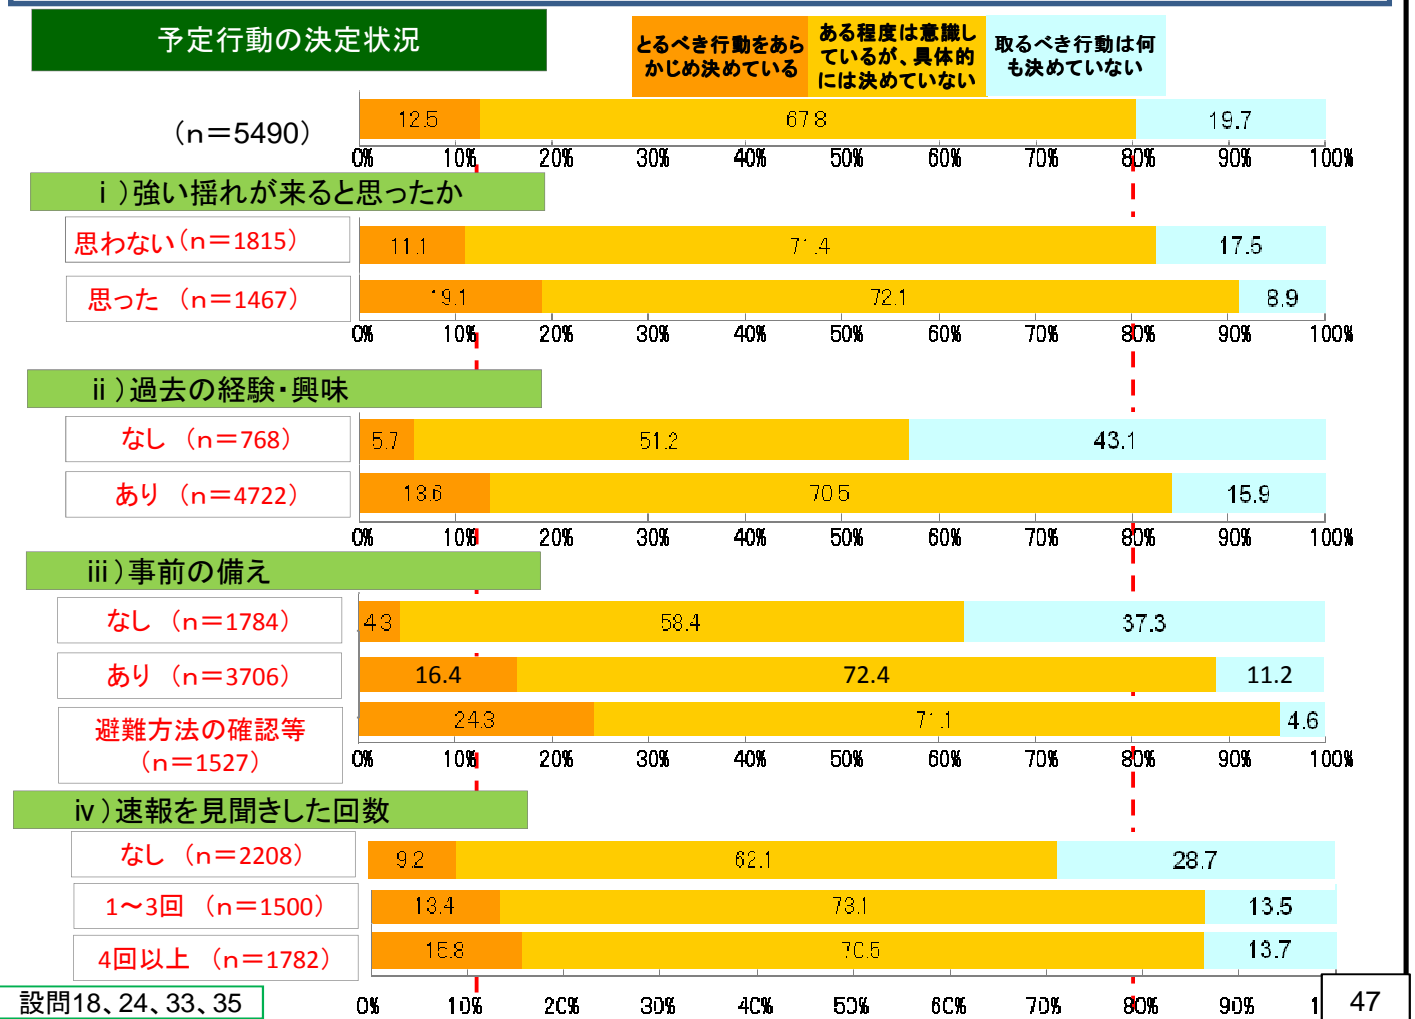 予定行動の決定状況
とるべき行動をあら
かじめ決めている
ある程度は意識し
ているが、具体的
には決めていない
取るべき行動は何
も決めていない
（n＝5490）
12.5 67.8 19.7
0% 10% 20% 30% 40% 50% 60% 70% 80% 90% 100%
ⅰ）強い揺れが来ると思ったか
思わない（n＝1815）
11.1 71.4 17.5
思った （n＝1467）
19.1 72.1 8.9
0% 10% 20% 30% 40% 50% 60% 70% 80% 90% 100%
ⅱ）過去の経験・興味
なし （n＝768）
5.7 51.2 43.1
あり （n＝4722）
13.6 70.5 15.9
0% 10% 20% 30% 40% 50% 60% 70% 80% 90% 100%
ⅲ）事前の備え
なし （n＝1784）
4.3 58.4 37.3
あり （n＝3706）
16.4 72.4 11.2
避難方法の確認等
（n＝1527）
24.3 71.1 4.6
0% 10% 20% 30% 40% 50% 60% 70% 80% 90% 100%
ⅳ）速報を見聞きした回数
なし （n＝2208）
9.2 62.1 28.7
1～3回 （n＝1500）
13.4 73.1 13.5
4回以上 （n＝1782）
15.8 70.5 13.7
0% 10% 20% 30% 40% 50% 60% 70% 80% 90% 1
設問18、24、33、35
47